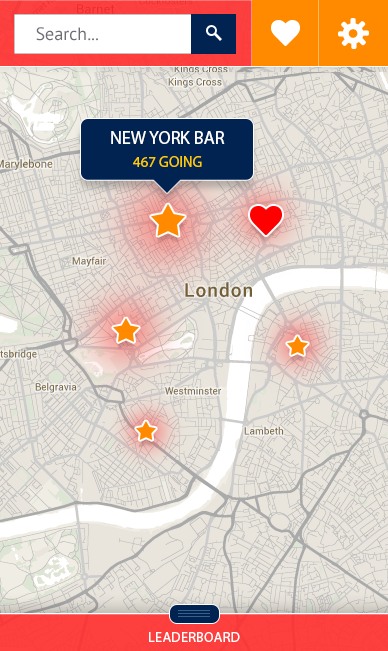 Barnet
Search...
Kings Cross
Kings Cross
Marylebone
NEW YORK BAR
467 GOING
Mayfair
London
tsbridge
Belgravia
Westminster
Lambeth
LEADERBOARD